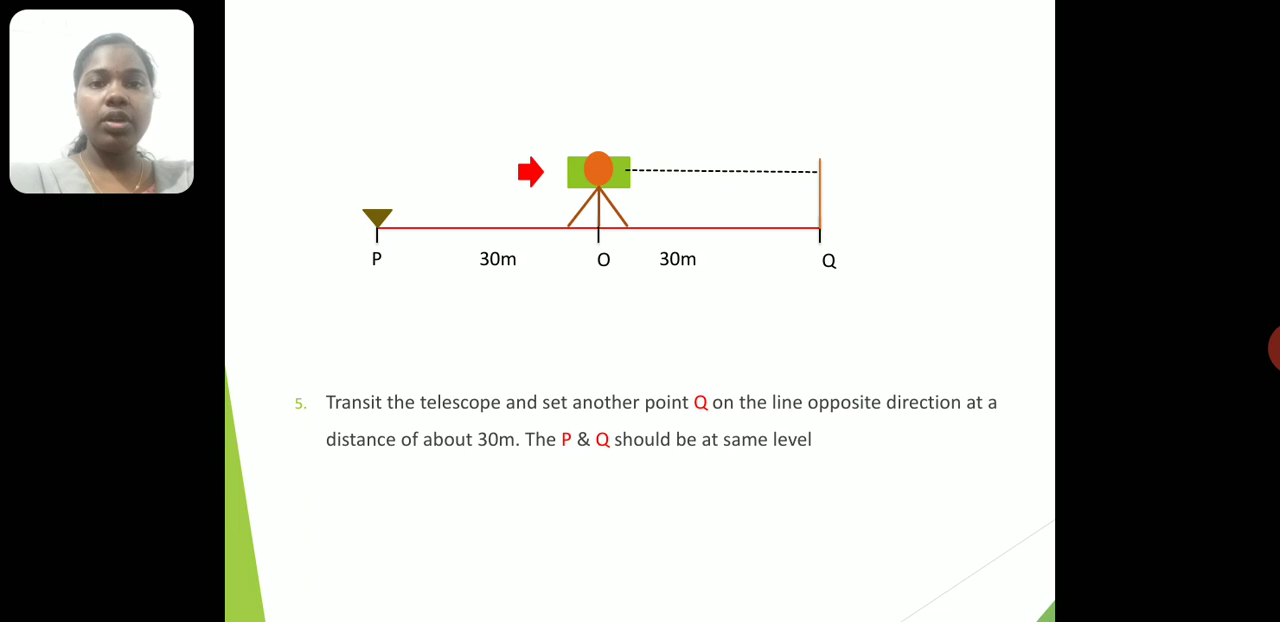 P 30m O 30m Q
5. Transit the telescope and set another point Q on the line opposite direction at a
distance of about 30m. The P & Q should be at same level